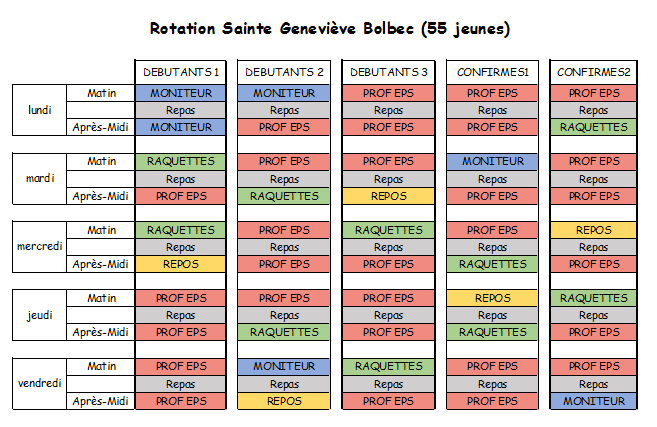 Rotation Sainte Geneviève Bolbec (55 jeunes)
DEBUTANTS 1 DEBUTANTS 2 DEBUTANTS 3 CONFIRMES1 CONFIRMES2
Matin MONITEUR MONITEUR PROF EPS PROF EPS PROF EPS
lundi Repas Repas Repas Repas Repas
Après-Midi MONITEUR PROF EPS PROF EPS PROF EPS RAQUETTES
Matin RAQUETTES PROF EPS PROF EPS MONITEUR PROF EPS
mardi Repas Repas Repas Repas Repas
Après-Midi PROF EPS RAQUETTES REPOS PROF EPS PROF EPS
Matin RAQUETTES PROF EPS RAQUETTES PROF EPS REPOS
mercredi Repas Repas Repas Repas Repas
Après-Midi REPOS PROF EPS PROF EPS RAQUETTES PROF EPS
Matin PROF EPS PROF EPS PROF EPS REPOS RAQUETTES
jeudi Repas Repas Repas Repas Repas
Après-Midi PROF EPS RAQUETTES PROF EPS PROF EPS PROF EPS
Matin PROF EPS MONITEUR RAQUETTES PROF EPS PROF EPS
vendredi Repas Repas Repas Repas Repas
Après-Midi PROF EPS REPOS PROF EPS PROF EPS MONITEUR